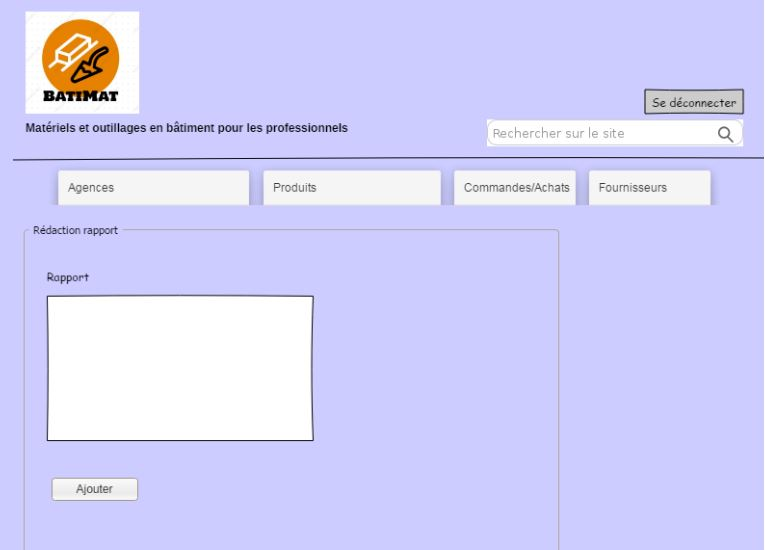 BATIMAT
Se déconnecter
Matériels et outillages en bâtiment pour les professionnels
Rechercher sur le site
Agences
Produits
Commandes/Achats
Fournisseurs
Rédaction rapport
Rapport
Ajouter